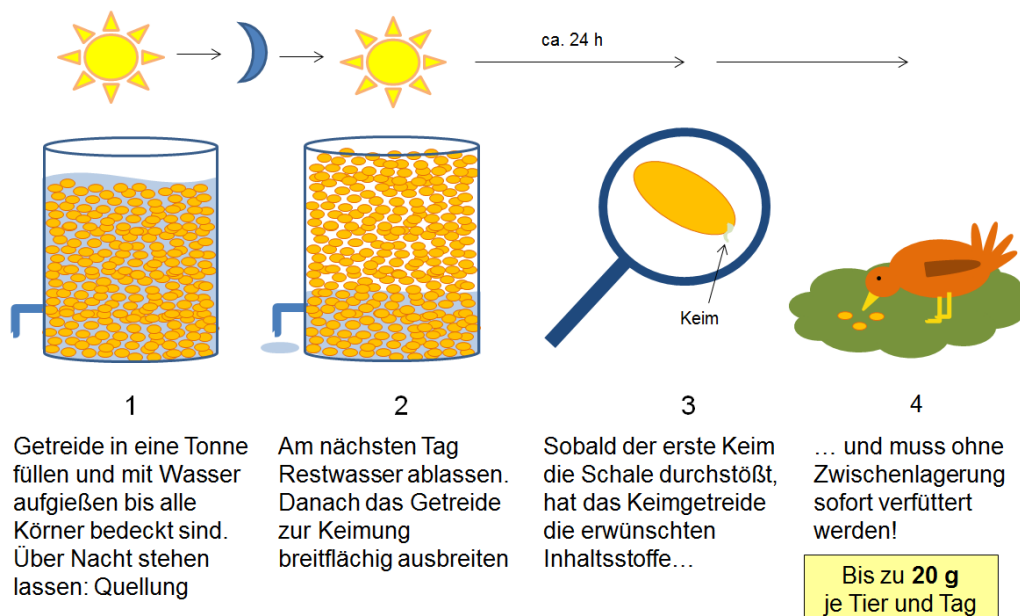 ca. 24 h
Keim
1
Getreide in eine Tonne
füllen und mit Wasser
aufgießen bis alle
Körner bedeckt sind.
Über Nacht stehen
lassen: Quellung
2
Am nächsten Tag
Restwasser ablassen.
Danach das Getreide
zur Keimung
breitflächig ausbreiten
3
Sobald der erste Keim
die Schale durchstößt,
hat das Keimgetreide
die erwünschten
Inhaltsstoffe…
4
… und muss ohne
Zwischenlagerung
sofort verfüttert
werden!
Bis zu 20 g
je Tier und Tag